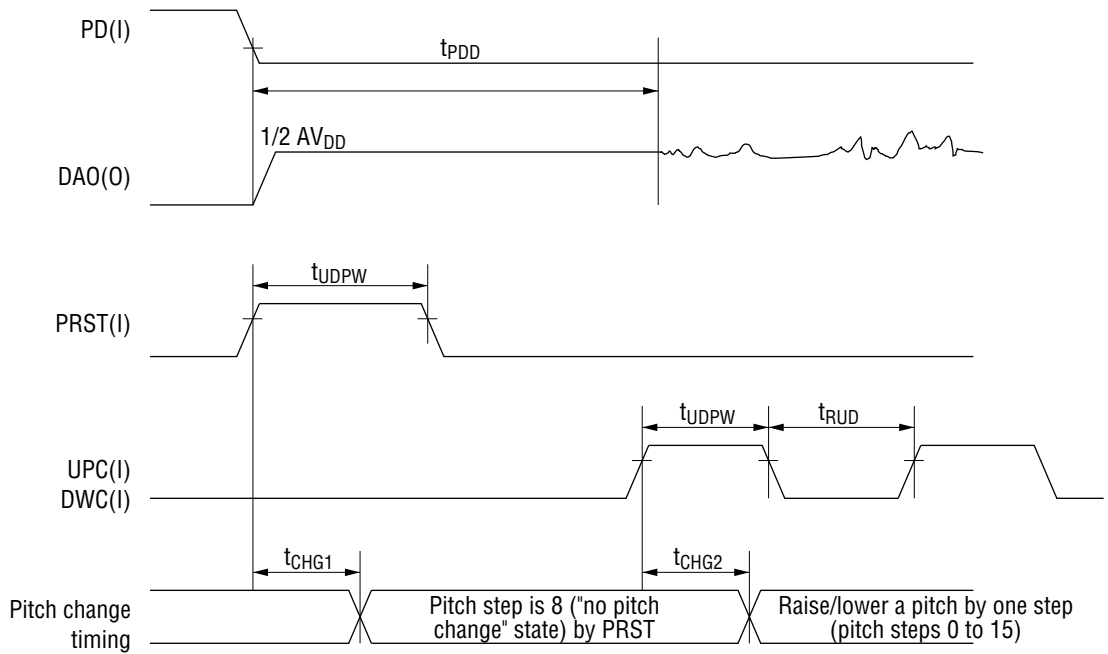 PD(I)
tPDD
1/2 AVDD
DAO(O)
tUDPW
PRST(I)
tUDPW
tRUD
UPC(I)
DWC(I)
tCHG1
tCHG2
Pitch change
timing
Pitch step is 8 ("no pitch
change" state) by PRST
Raise/lower a pitch by one step
(pitch steps 0 to 15)